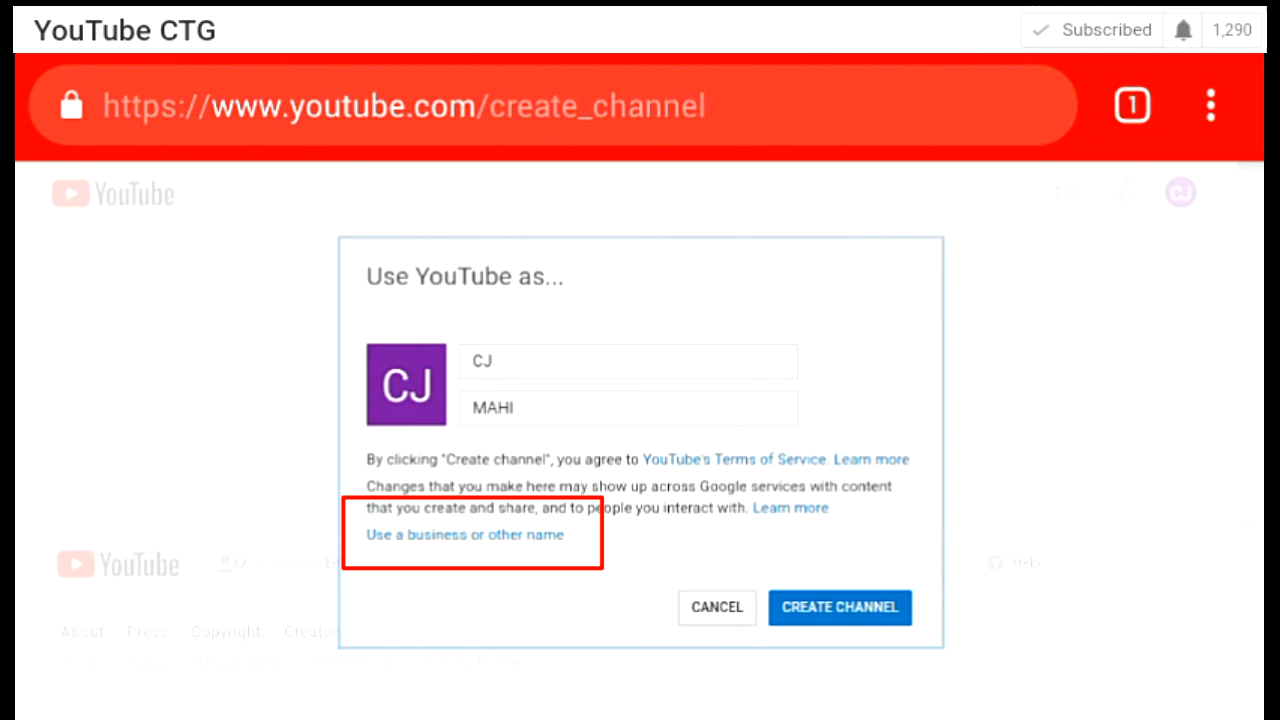 YouTube CTG
Subscribed 1,290
https://www.youtube.com/create_channel
1
YouTube
CJ
Use YouTube as...
CJ
CJ
MAHI
By clicking "Create channel", you agree to YouTube's Terms of Service. Learn more
Changes that you make here may show up across Google services with content
that you create and share, and to people you interact with. Learn more
Use a business or other name
YouTube
Help
CANCEL
CREATE CHANNEL
About Press Copyright